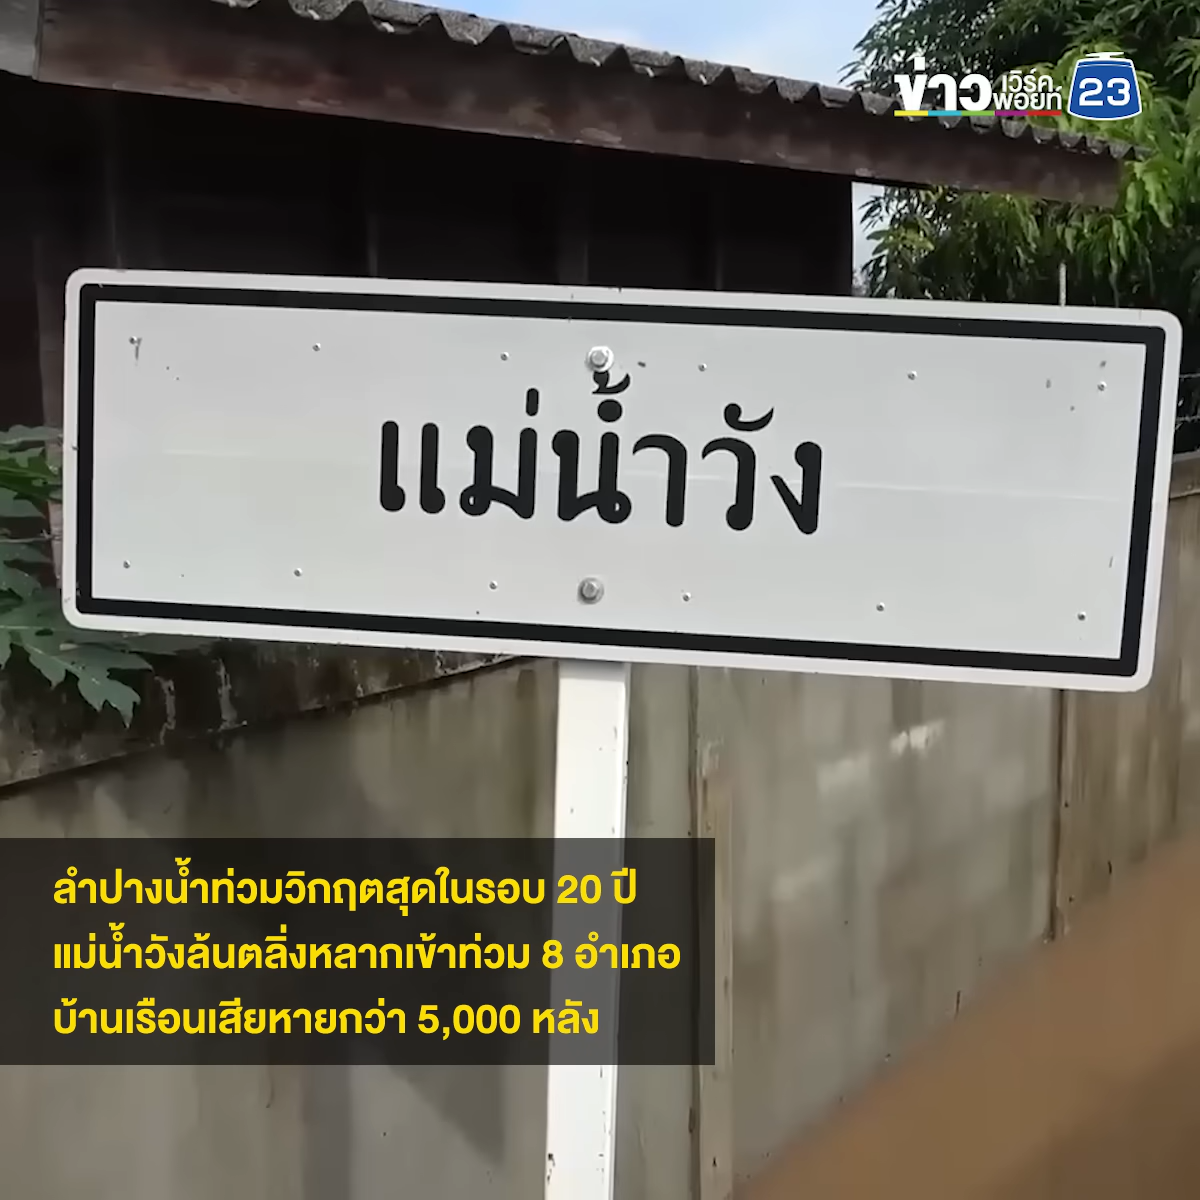 ข่าว เวิร์คพอยท์ 23
แม่น้ำวัง
ลำปางน้ำท่วมวิกฤตสุดในรอบ 20 ปี
แม่น้ำวังล้นตลิ่งหลากเข้าท่วม 8 อำเภอ
บ้านเรือนเสียหายกว่า 5,000 หลัง